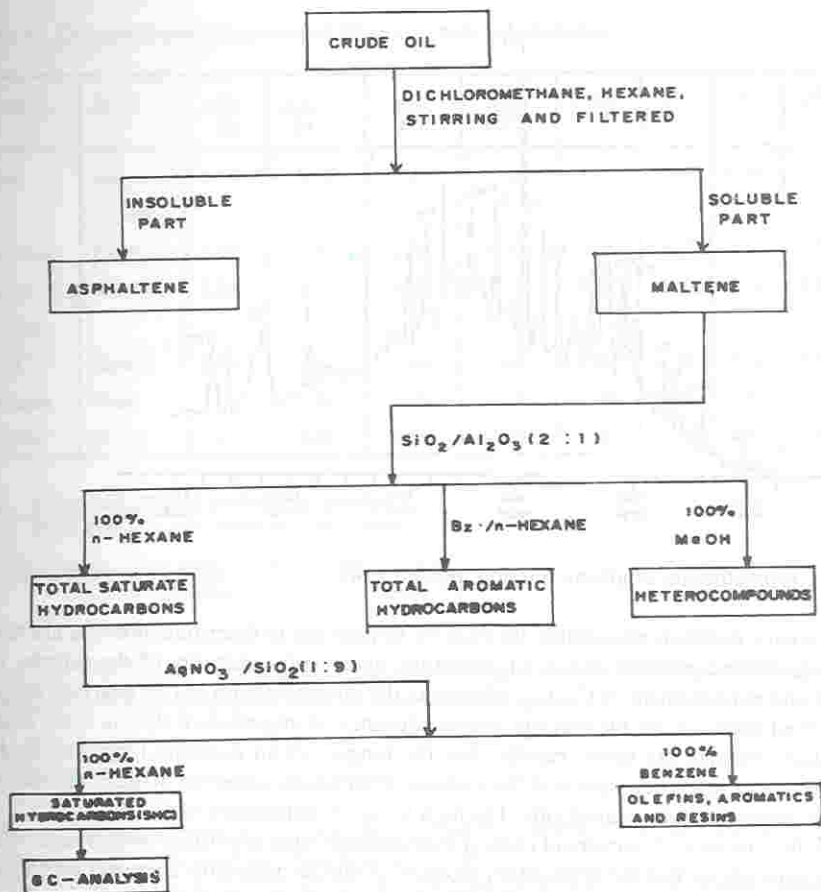 CRUDE OIL
DICHLOROMETHANE, HEXANE,
STIRRING AND FILTERED
INSOLUBLE
PART
SOLUBLE
PART
ASPHALTENE
MALTENE
SiO₂/Al₂O₃(2:1)
100%
n-HEXANE
Bz·/n-HEXANE
100%
MeOH
TOTAL SATURATE
HYDROCARBONS
TOTAL AROMATIC
HYDROCARBONS
HETEROCOMPOUNDS
AgNO₃/SiO₂(1:9)
100%
n-HEXANE
100%
BENZENE
SATURATED
HYDROCARBONS(SHC)
OLEFINS, AROMATICS
AND RESINS
GC-ANALYSIS